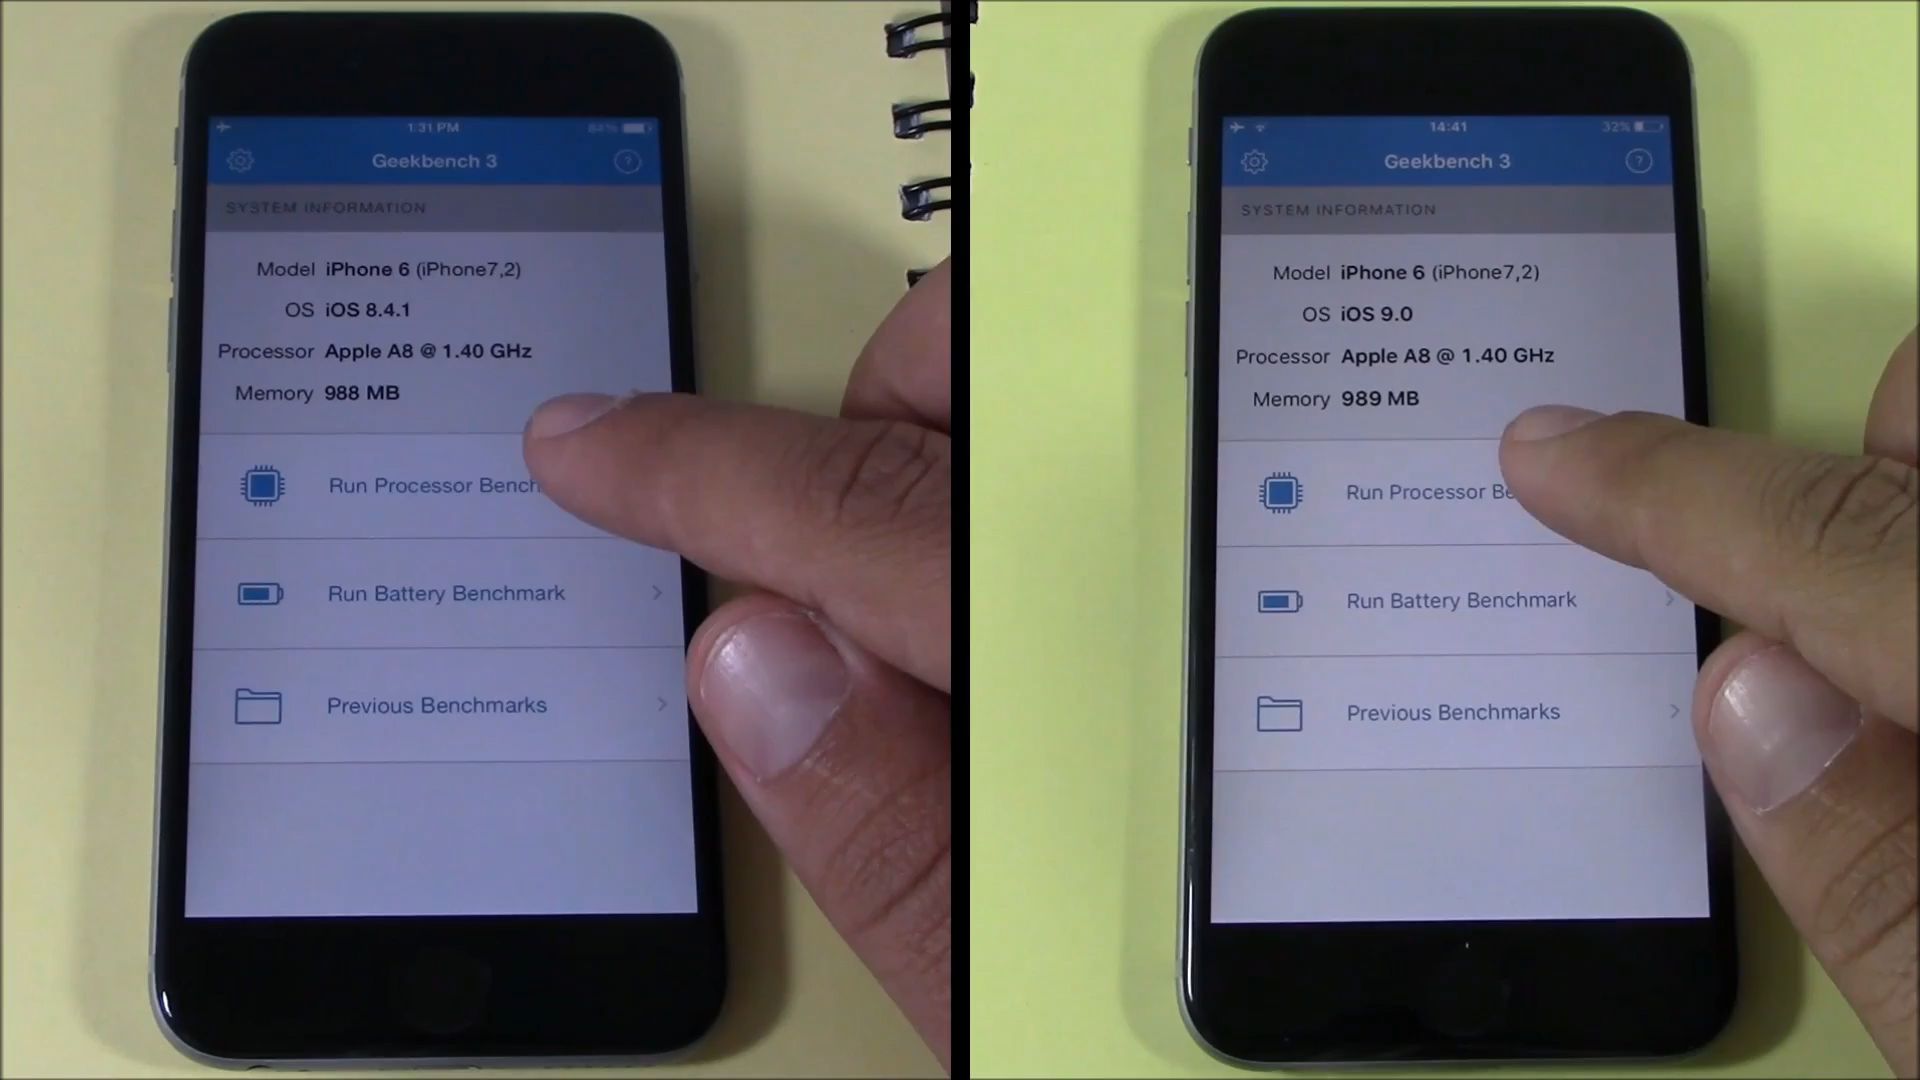 1:31 PM 84%
Geekbench 3
?
SYSTEM INFORMATION
Model iPhone 6 (iPhone7,2)
OS iOS 8.4.1
Processor Apple A8 @ 1.40 GHz
Memory 988 MB
Run Processor Bench
Run Battery Benchmark
Previous Benchmarks
14:41 32%
Geekbench 3
?
SYSTEM INFORMATION
Model iPhone 6 (iPhone7,2)
OS iOS 9.0
Processor Apple A8 @ 1.40 GHz
Memory 989 MB
Run Processor Be
Run Battery Benchmark
Previous Benchmarks